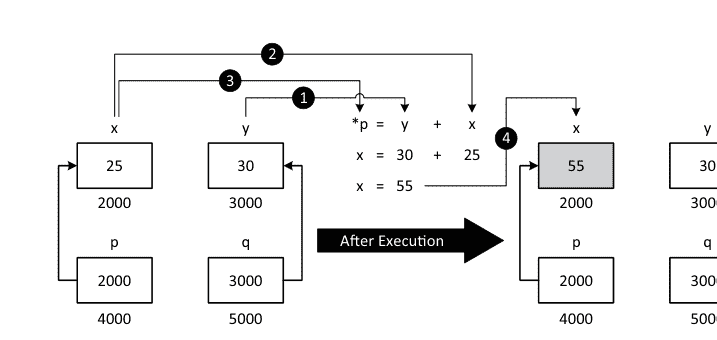 2
3
1
x y *p = y + x x y
4
25 30 x = 30 + 25 55 30
2000 3000 x = 55 2000 300
p q After Execution p q
2000 3000 2000 300
4000 5000 4000 500